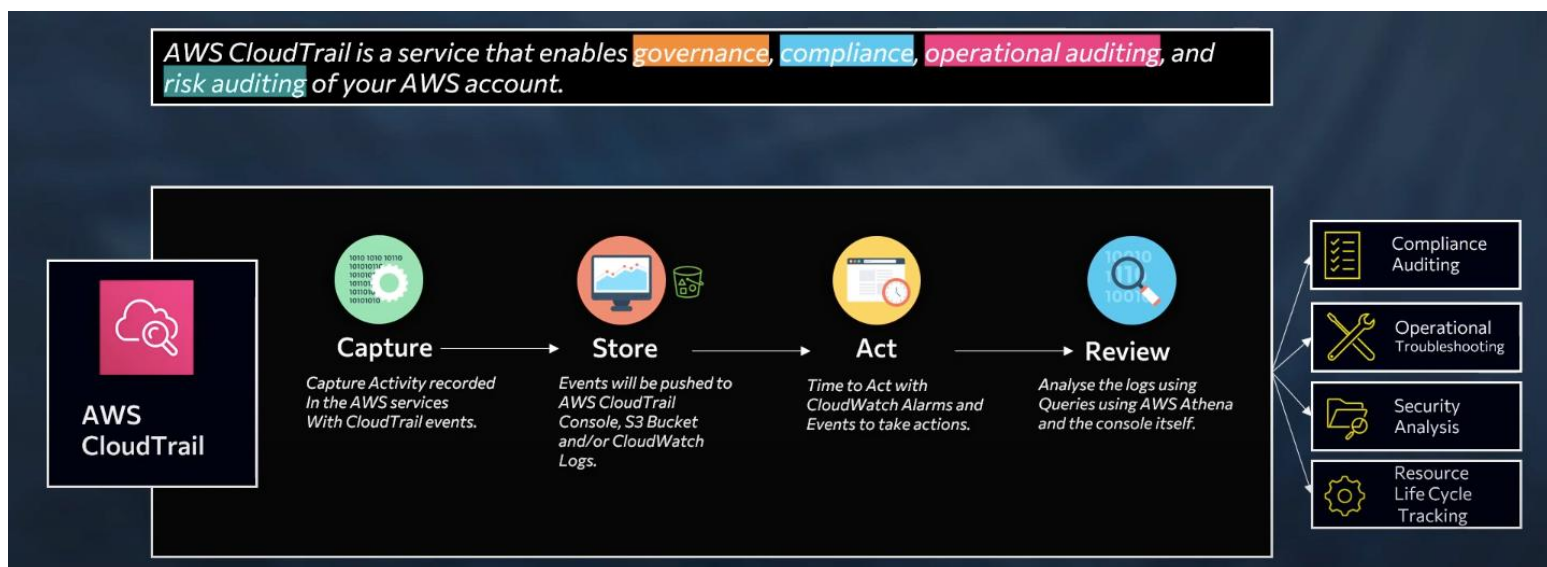 AWS CloudTrail is a service that enables governance, compliance, operational auditing, and
risk auditing of your AWS account.
AWS
CloudTrail
1010 1010 10110
Capture
Capture Activity recorded
In the AWS services
With CloudTrail events.
Store
Events will be pushed to
AWS CloudTrail
Console, S3 Bucket
and/or CloudWatch
Logs.
Act
Time to Act with
CloudWatch Alarms and
Events to take actions.
Review
Analyse the logs using
Queries using AWS Athena
and the console itself.
Compliance
Auditing
Operational
Troubleshooting
Security
Analysis
Resource
Life Cycle
Tracking